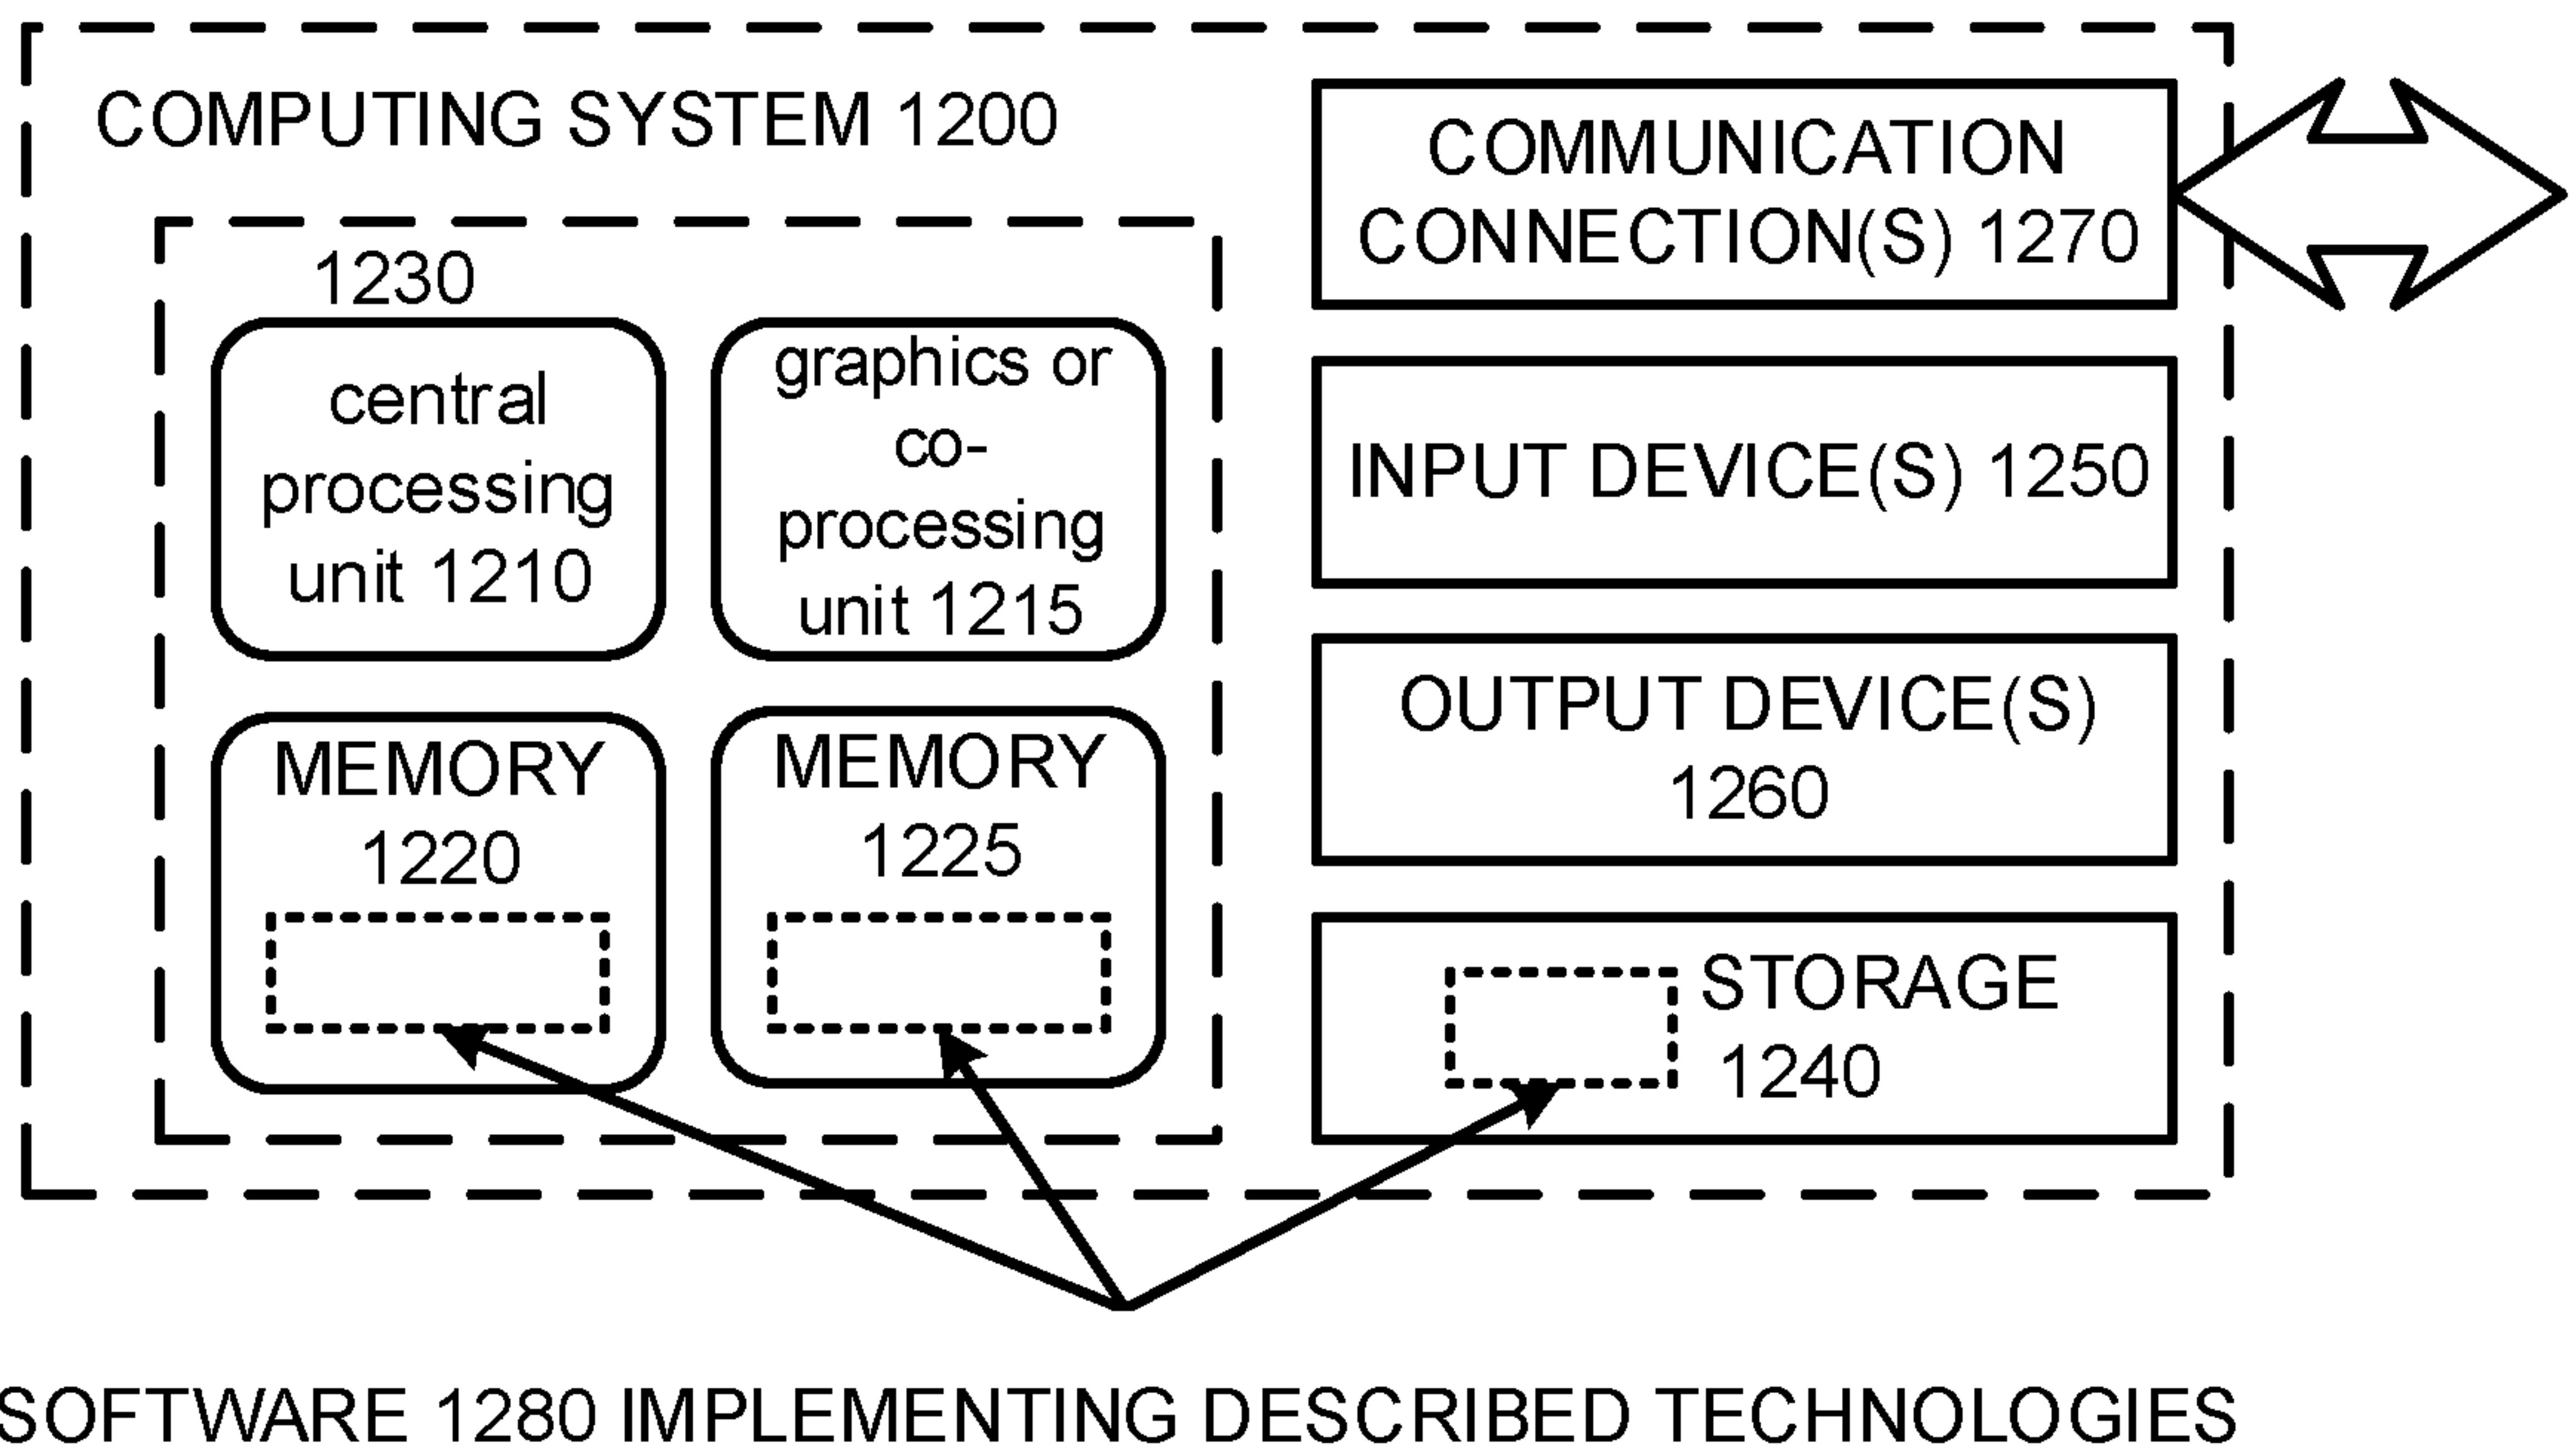 COMPUTING SYSTEM 1200
1230
central
processing
unit 1210
graphics or
co-
processing
unit 1215
MEMORY
1220
MEMORY
1225
COMMUNICATION
CONNECTION(S) 1270
INPUT DEVICE(S) 1250
OUTPUT DEVICE(S)
1260
STORAGE
1240
SOFTWARE 1280 IMPLEMENTING DESCRIBED TECHNOLOGIES